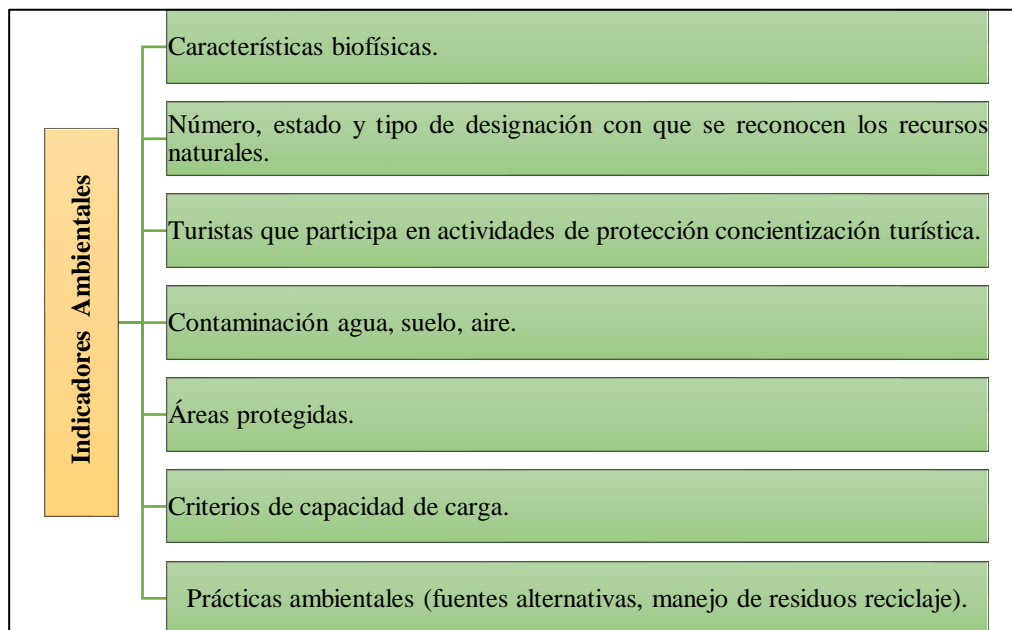 Características biofísicas.
Número, estado y tipo de designación con que se reconocen los recursos
naturales.
Indicadores Ambientales
Turistas que participa en actividades de protección concientización turística.
Contaminación agua, suelo, aire.
Áreas protegidas.
Criterios de capacidad de carga.
Prácticas ambientales (fuentes alternativas, manejo de residuos reciclaje).